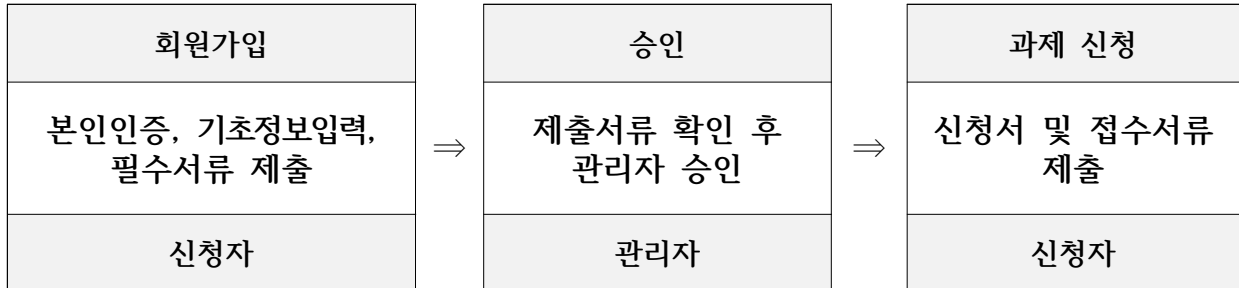 회원가입
본인인증, 기초정보입력,
필수서류 제출
신청자
⇒
승인
제출서류 확인 후
관리자 승인
관리자
⇒
과제 신청
신청서 및 접수서류
제출
신청자